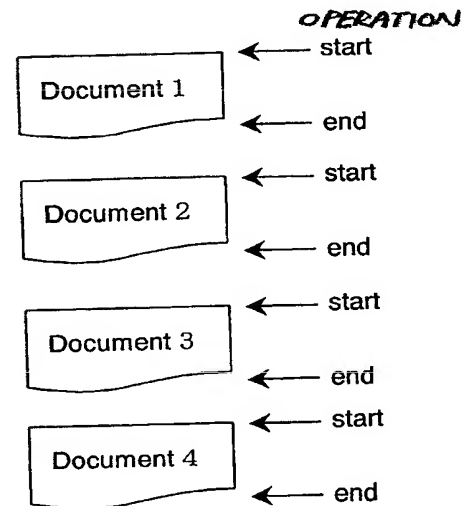 OPERATION
start
Document 1
end
start
Document 2
end
start
Document 3
end
start
Document 4
end